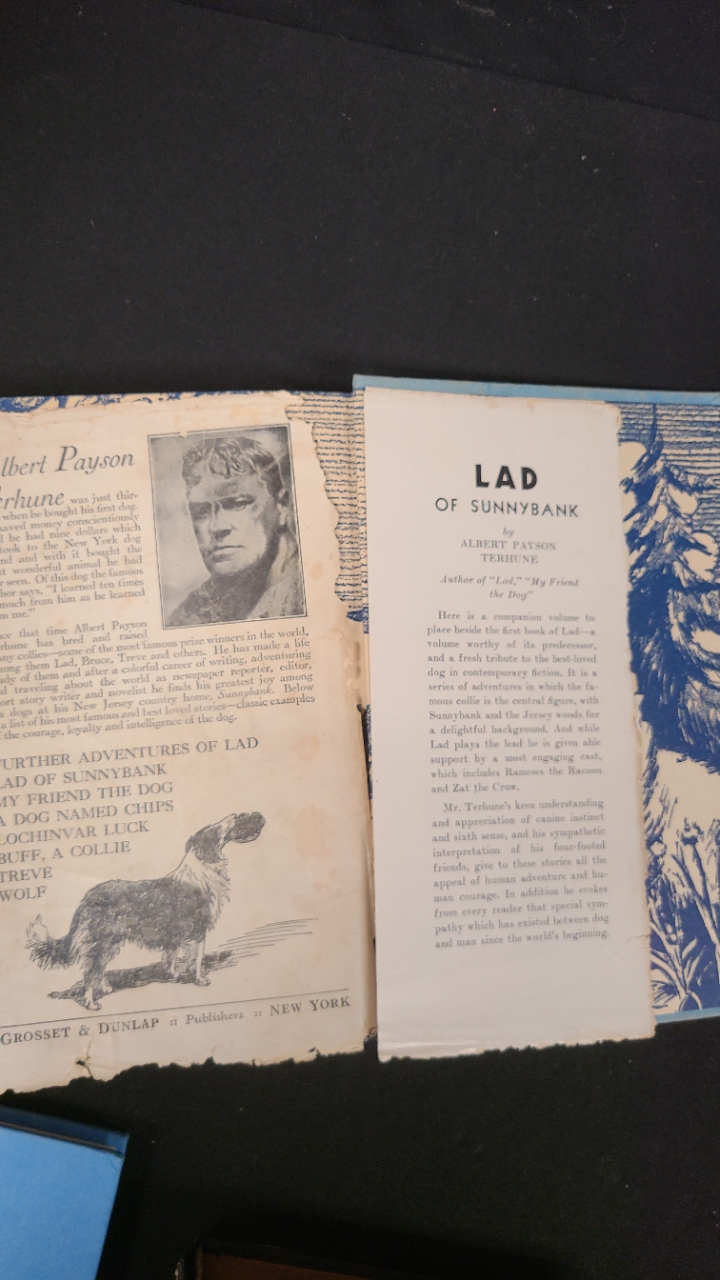 lbert Payson
erhune was just thir-
when he bought his first dog.
aved money conscientiously
l he had nine dollars which
ook to the New York dog
nd and with it bought the
t wonderful animal he had
r seen. Of this dog the famous
hor says, "I learned ten times
much from him as he learned
m me."
ce that time Albert Payson
rhune has bred and raised
ny collies—some of the most famous prize winners in the world,
ong them Lad, Bruce, Treve and others. He has made a life
udy of them and after a colorful career of writing, adventuring
d traveling about the world as newspaper reporter, editor,
ort story writer and novelist he finds his greatest joy among
s dogs at his New Jersey country home, Sunnybank. Below
a list of his most famous and best loved stories—classic examples
f the courage, loyalty and intelligence of the dog.
FURTHER ADVENTURES OF LAD
LAD OF SUNNYBANK
MY FRIEND THE DOG
A DOG NAMED CHIPS
LOCHINVAR LUCK
BUFF, A COLLIE
TREVE
WOLF
GROSSET & DUNLAP :: Publishers :: NEW YORK
LAD
OF SUNNYBANK
by
ALBERT PAYSON
TERHUNE
Author of "Lad," "My Friend
the Dog"
Here is a companion volume to
place beside the first book of Lad—a
volume worthy of its predecessor,
and a fresh tribute to the best-loved
dog in contemporary fiction. It is a
series of adventures in which the fa-
mous collie is the central figure, with
Sunnybank and the Jersey woods for
a delightful background. And while
Lad plays the lead he is given able
support by a most engaging cast,
which includes Rameses the Racoon
and Zat the Crow.
Mr. Terhune's keen understanding
and appreciation of canine instinct
and sixth sense, and his sympathetic
interpretation of his four-footed
friends, give to these stories all the
appeal of human adventure and hu-
man courage. In addition he evokes
from every reader that special sym-
pathy which has existed between dog
and man since the world's beginning.